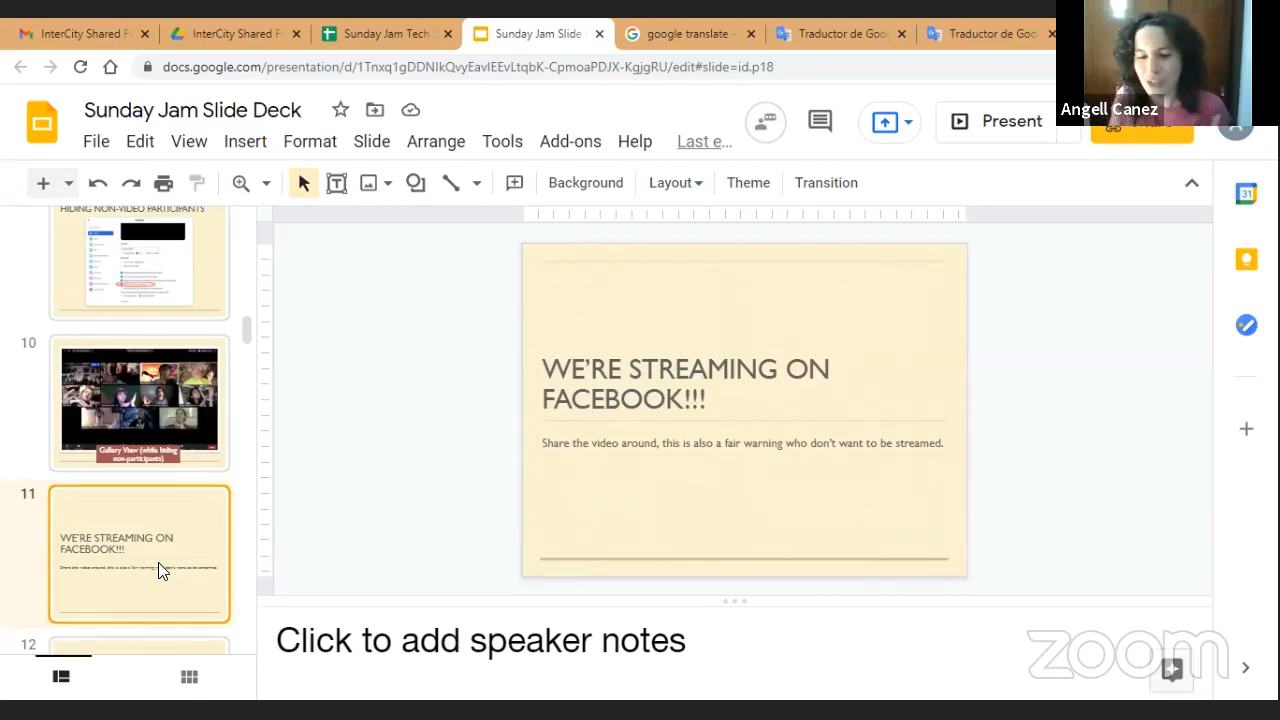 InterCity Shared F
InterCity Shared F
Sunday Jam Tech
Sunday Jam Slide
google translate -
Traductor de Goo
Traductor de Goo
docs.google.com/presentation/d/1Tnxq1gDDNIkQvyEavIEEvLtqbK-CpmoaPDJX-KgjgRU/edit#slide=id.p18
Angell Canez
Sunday Jam Slide Deck
Present
File Edit View Insert Format Slide Arrange Tools Add-ons Help Last e...
Background Layout Theme Transition
31
HIDING NON-VIDEO PARTICIPANTS
10
Gallery View (while hiding
non-participants)
11
WE'RE STREAMING ON
FACEBOOK!!!
12
WE'RE STREAMING ON
FACEBOOK!!!
Share the video around, this is also a fair warning who don't want to be streamed.
Click to add speaker notes
zoom